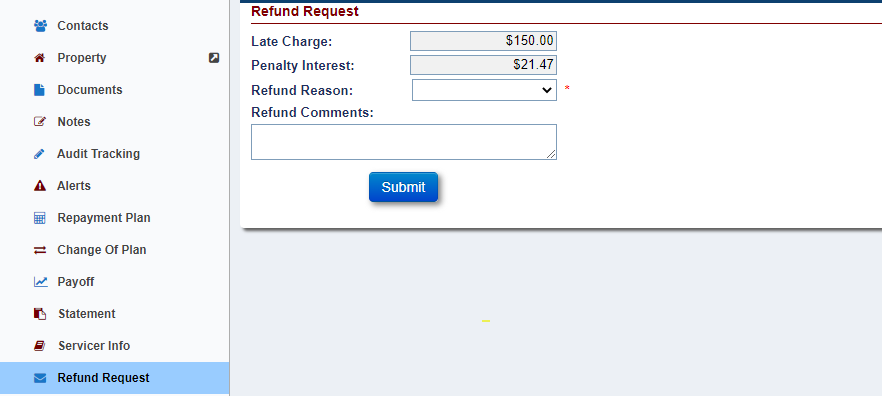 Contacts
Property
Documents
Notes
Audit Tracking
Alerts
Repayment Plan
Change Of Plan
Payoff
Statement
Servicer Info
Refund Request
Refund Request
Late Charge: $150.00
Penalty Interest: $21.47
Refund Reason: *
Refund Comments:
Submit